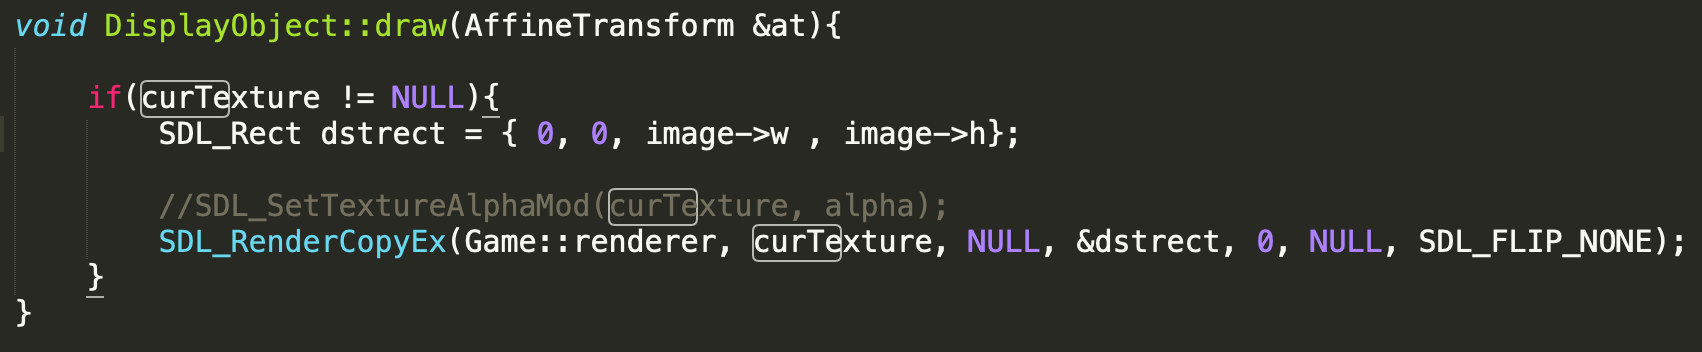 void DisplayObject::draw(AffineTransform &at){
if(curTexture != NULL){
SDL_Rect dstrect = { 0, 0, image->w , image->h};
//SDL_SetTextureAlphaMod(curTexture, alpha);
SDL_RenderCopyEx(Game::renderer, curTexture, NULL, &dstrect, 0, NULL, SDL_FLIP_NONE);
}
}